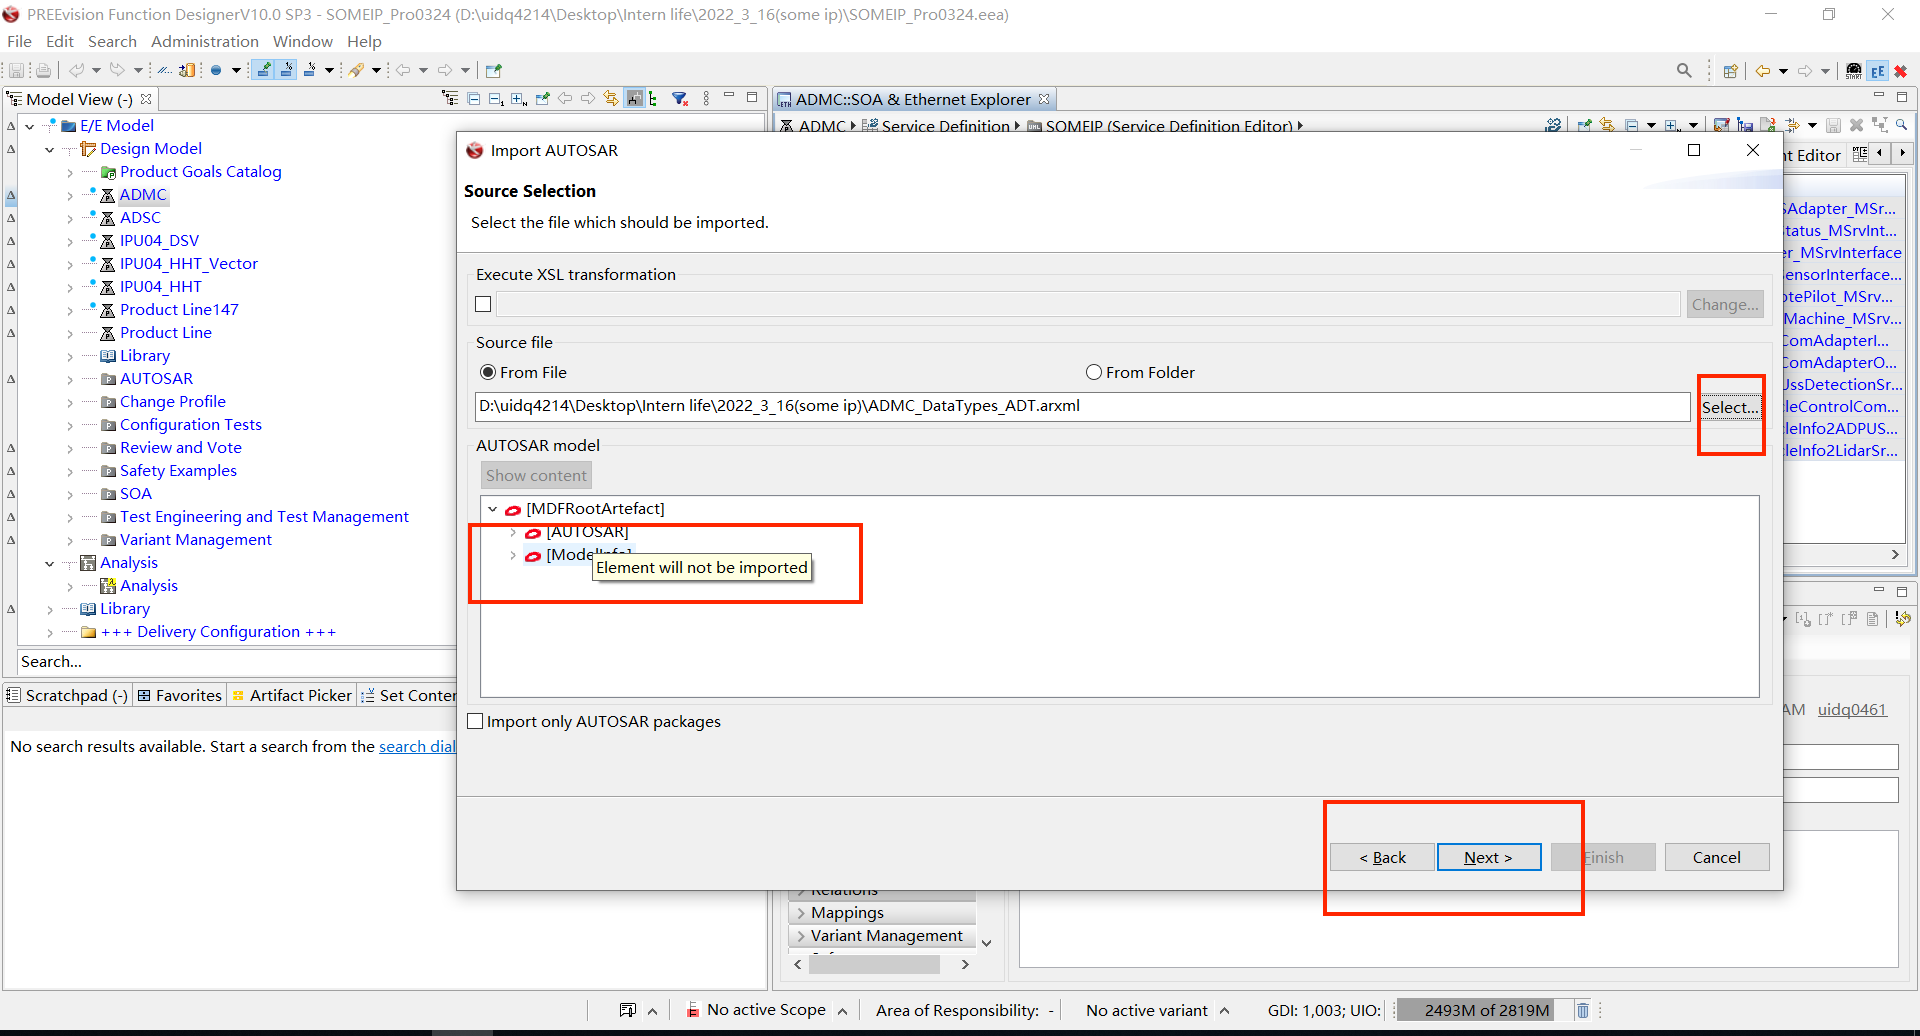 PREEvision Function DesignerV10.0 SP3 - SOMEIP_Pro0324 (D:\uidq4214\Desktop\Intern life\2022_3_16(some ip)\SOMEIP_Pro0324.eea)
File Edit Search Administration Window Help
Model View (-)
E/E Model
Design Model
Product Goals Catalog
ADMC
ADSC
IPU04_DSV
IPU04_HHT_Vector
IPU04_HHT
Product Line147
Product Line
Library
AUTOSAR
Change Profile
Configuration Tests
Review and Vote
Safety Examples
SOA
Test Engineering and Test Management
Variant Management
Analysis
Analysis
Library
+++ Delivery Configuration +++
Search...
Scratchpad (-) Favorites Artifact Picker Set Conter
No search results available. Start a search from the search dial
ADMC::SOA & Ethernet Explorer
ADMC Service Definition SOMEIP (Service Definition Editor)
nt Editor
SAdapter_MSr...
tatus_MSrvInt...
er_MSrvInterface
ensorInterface...
otePilot_MSrv...
Machine_MSrv...
ComAdapterI...
ComAdapterO...
UssDetectionSr...
leControlCom...
leInfo2ADPUS...
leInfo2LidarSr...
Import AUTOSAR
Source Selection
Select the file which should be imported.
Execute XSL transformation
Change...
Source file
From File From Folder
D:\uidq4214\Desktop\Intern life\2022_3_16(some ip)\ADMC_DataTypes_ADT.arxml
Select...
AUTOSAR model
Show content
[MDFRootArtefact]
[AUTOSAR]
[ModelInfo]
Element will not be imported
Import only AUTOSAR packages
< Back Next > Finish Cancel
AM uidq0461
Relations
Mappings
Variant Management
No active Scope Area of Responsibility: - No active variant GDI: 1,003; UIO: 2493M of 2819M